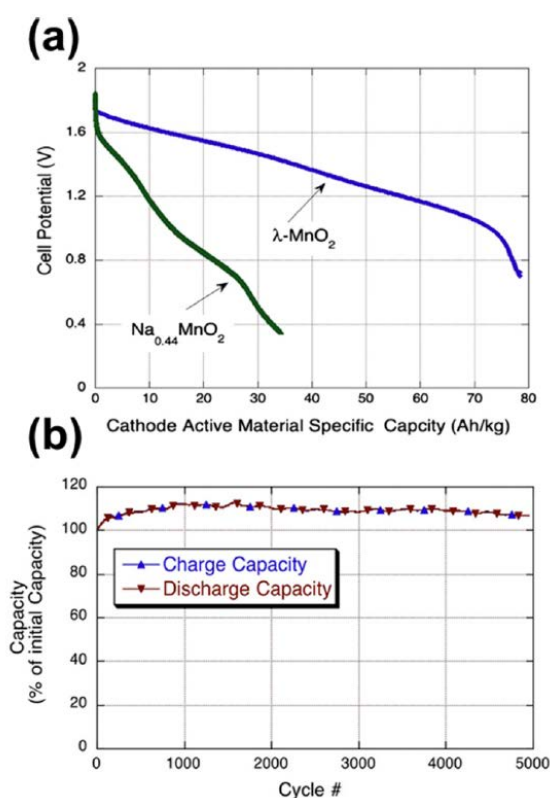 (a)
2
1.6
1.2
0.8
0.4
0
Cell Potential (V)
λ-MnO₂
Na₀.₄₄MnO₂
0 10 20 30 40 50 60 70 80
Cathode Active Material Specific Capcity (Ah/kg)
(b)
120
100
80
60
40
20
0
Capacity
(% of initial Capacity)
Charge Capacity
Discharge Capacity
0 1000 2000 3000 4000 5000
Cycle #